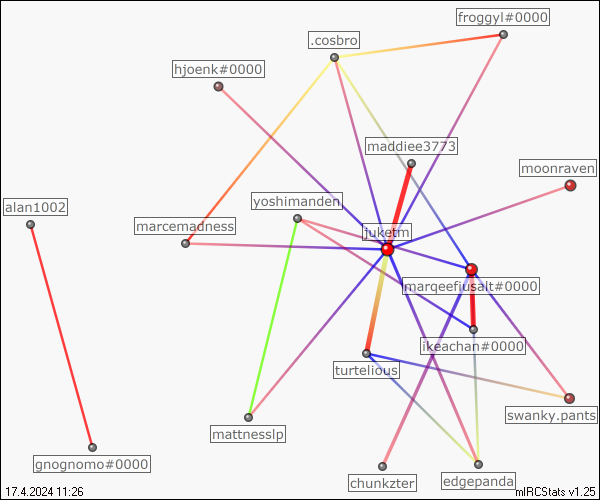 froggyl#0000
.cosbro
hjoenk#0000
maddiee3773
moonraven
yoshimanden
alan1002
marcemadness
juketm
marqeefiusalt#0000
ikeachan#0000
turtelious
swanky.pants
mattnesslp
gnognomo#0000
chunkzter
edgepanda
17.4.2024 11:26
mIRCStats v1.25